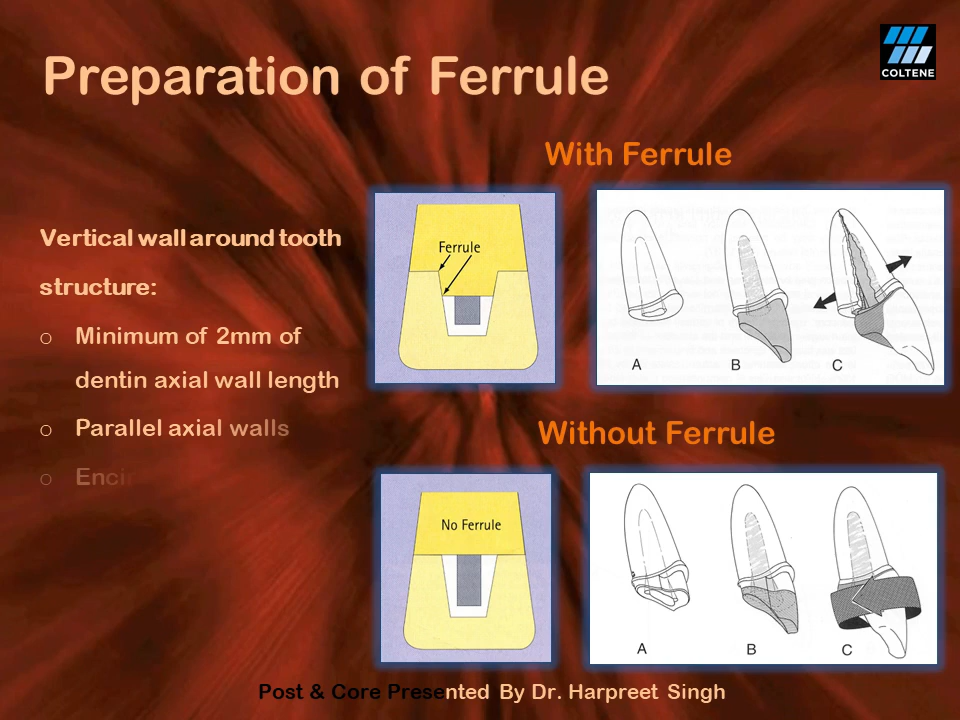 Preparation of Ferrule
COLTENE
With Ferrule
Vertical wall around tooth
structure:
o Minimum of 2mm of
dentin axial wall length
o Parallel axial walls
o
Ferrule
A B C
Without Ferrule
No Ferrule
A B C
Post & Core Presented By Dr. Harpreet Singh